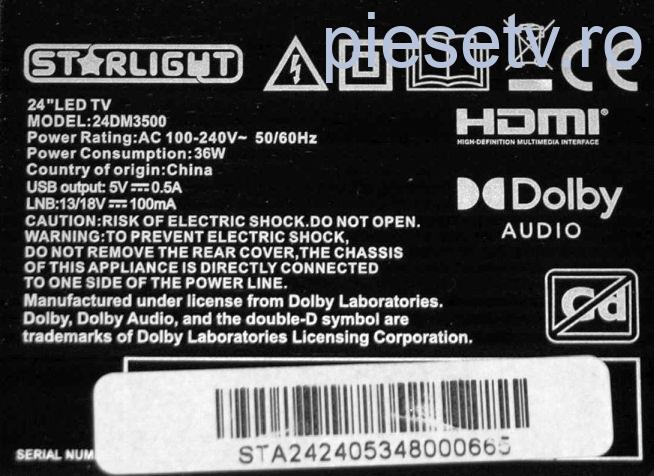 piesetv.ro
STARLIGHT
24"LED TV
MODEL:24DM3500
Power Rating:AC 100-240V~ 50/60Hz
Power Consumption:36W
Country of origin:China
USB output: 5V⎓0.5A
LNB:13/18V⎓100mA
CAUTION:RISK OF ELECTRIC SHOCK.DO NOT OPEN.
WARNING:TO PREVENT ELECTRIC SHOCK,
DO NOT REMOVE THE REAR COVER,THE CHASSIS
OF THIS APPLIANCE IS DIRECTLY CONNECTED
TO ONE SIDE OF THE POWER LINE.
Manufactured under license from Dolby Laboratories.
Dolby, Dolby Audio, and the double-D symbol are
trademarks of Dolby Laboratories Licensing Corporation.
CE
HDMI®
HIGH-DEFINITION MULTIMEDIA INTERFACE
Dolby
AUDIO
Cd
SERIAL NUM
STA242405348000665